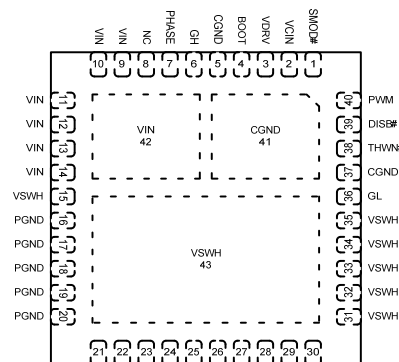 VIN VIN NC PHASE GH CGND BOOT VDRV VCIN SMOD#
10 9 8 7 6 5 4 3 2 1
VIN 11
VIN 12
VIN 13
VIN 14
VSWH 15
PGND 16
PGND 17
PGND 18
PGND 19
PGND 20
VIN
42
CGND
41
VSWH
43
40 PWM
39 DISB#
38 THWN
37 CGND
36 GL
35 VSWH
34 VSWH
33 VSWH
32 VSWH
31 VSWH
21 22 23 24 25 26 27 28 29 30